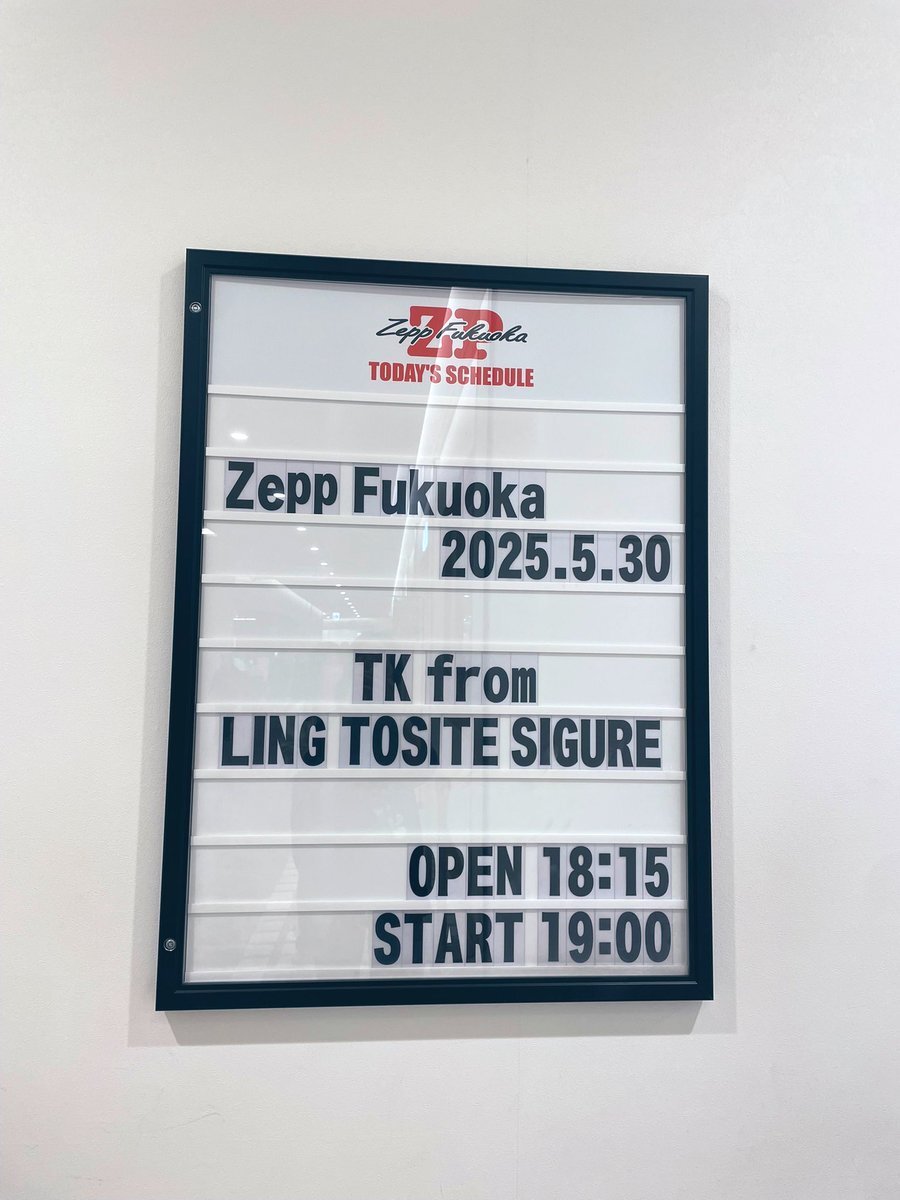 ZP
Zepp Fukuoka
TODAY'S SCHEDULE
Zepp Fukuoka
2025.5.30
TK from
LING TOSITE SIGURE
OPEN 18:15
START 19:00